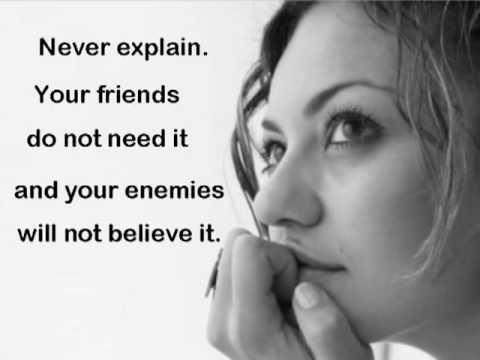 Never explain.
Your friends
do not need it
and your enemies
will not believe it.